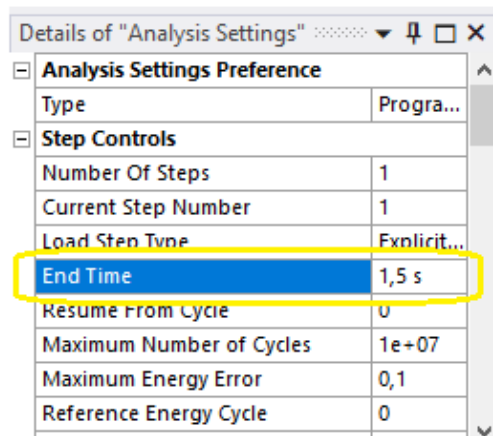 Details of "Analysis Settings"
Analysis Settings Preference
Type Progra...
Step Controls
Number Of Steps 1
Current Step Number 1
Load Step Type Explicit...
End Time 1,5 s
Resume From Cycle 0
Maximum Number of Cycles 1e+07
Maximum Energy Error 0,1
Reference Energy Cycle 0